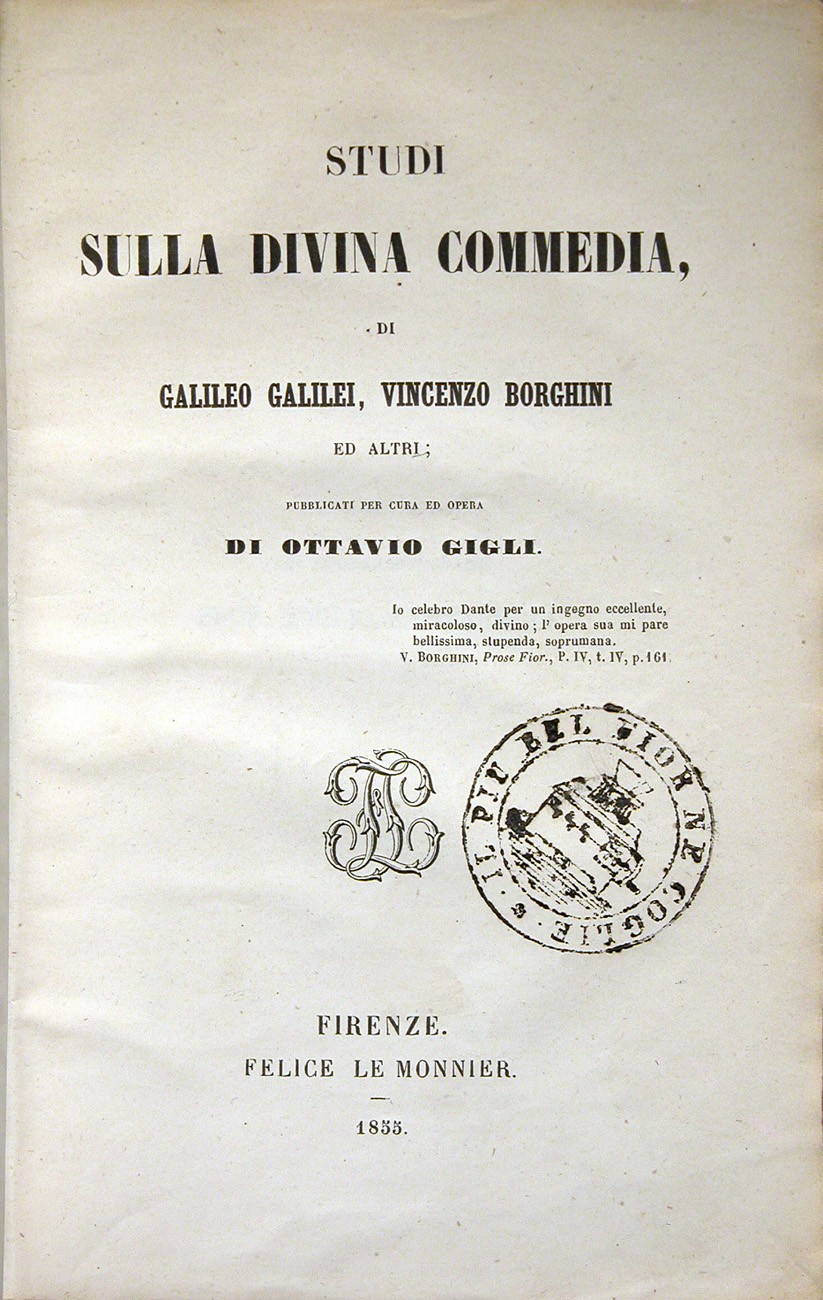 STUDI
SULLA DIVINA COMMEDIA,
DI
GALILEO GALILEI, VINCENZO BORGHINI
ED ALTRI;
PUBBLICATI PER CURA ED OPERA
DI OTTAVIO GIGLI.
Io celebro Dante per un ingegno eccellente,
miracoloso, divino; l' opera sua mi pare
bellissima, stupenda, soprumana.
V. BORGHINI, Prose Fior., P. IV, t. IV, p. 161.
IL PIU BEL FIOR NE COGLIE
FIRENZE.
FELICE LE MONNIER.
—
1855.